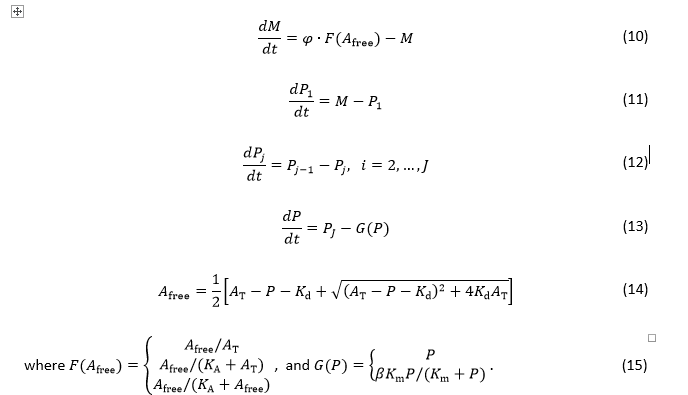 dM/dt = φ · F(A_free) − M (10)
dP_1/dt = M − P_1 (11)
dP_j/dt = P_{j−1} − P_j, i = 2, …, J (12)
dP/dt = P_J − G(P) (13)
A_free = 1/2 [A_T − P − K_d + √((A_T − P − K_d)² + 4K_dA_T)] (14)
where F(A_free) = { A_free/A_T ; A_free/(K_A + A_T) ; A_free/(K_A + A_free) , and G(P) = { P ; βK_mP/(K_m + P) . (15)